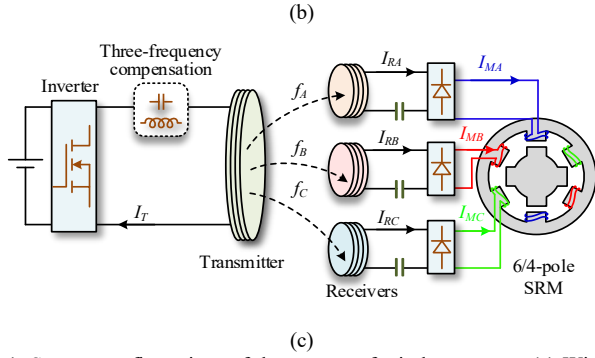 (b)
Three-frequency
compensation
Inverter
I_T
Transmitter
f_A
f_B
f_C
I_RA
I_RB
I_RC
Receivers
I_MA
I_MB
I_MC
6/4-pole
SRM
(c)